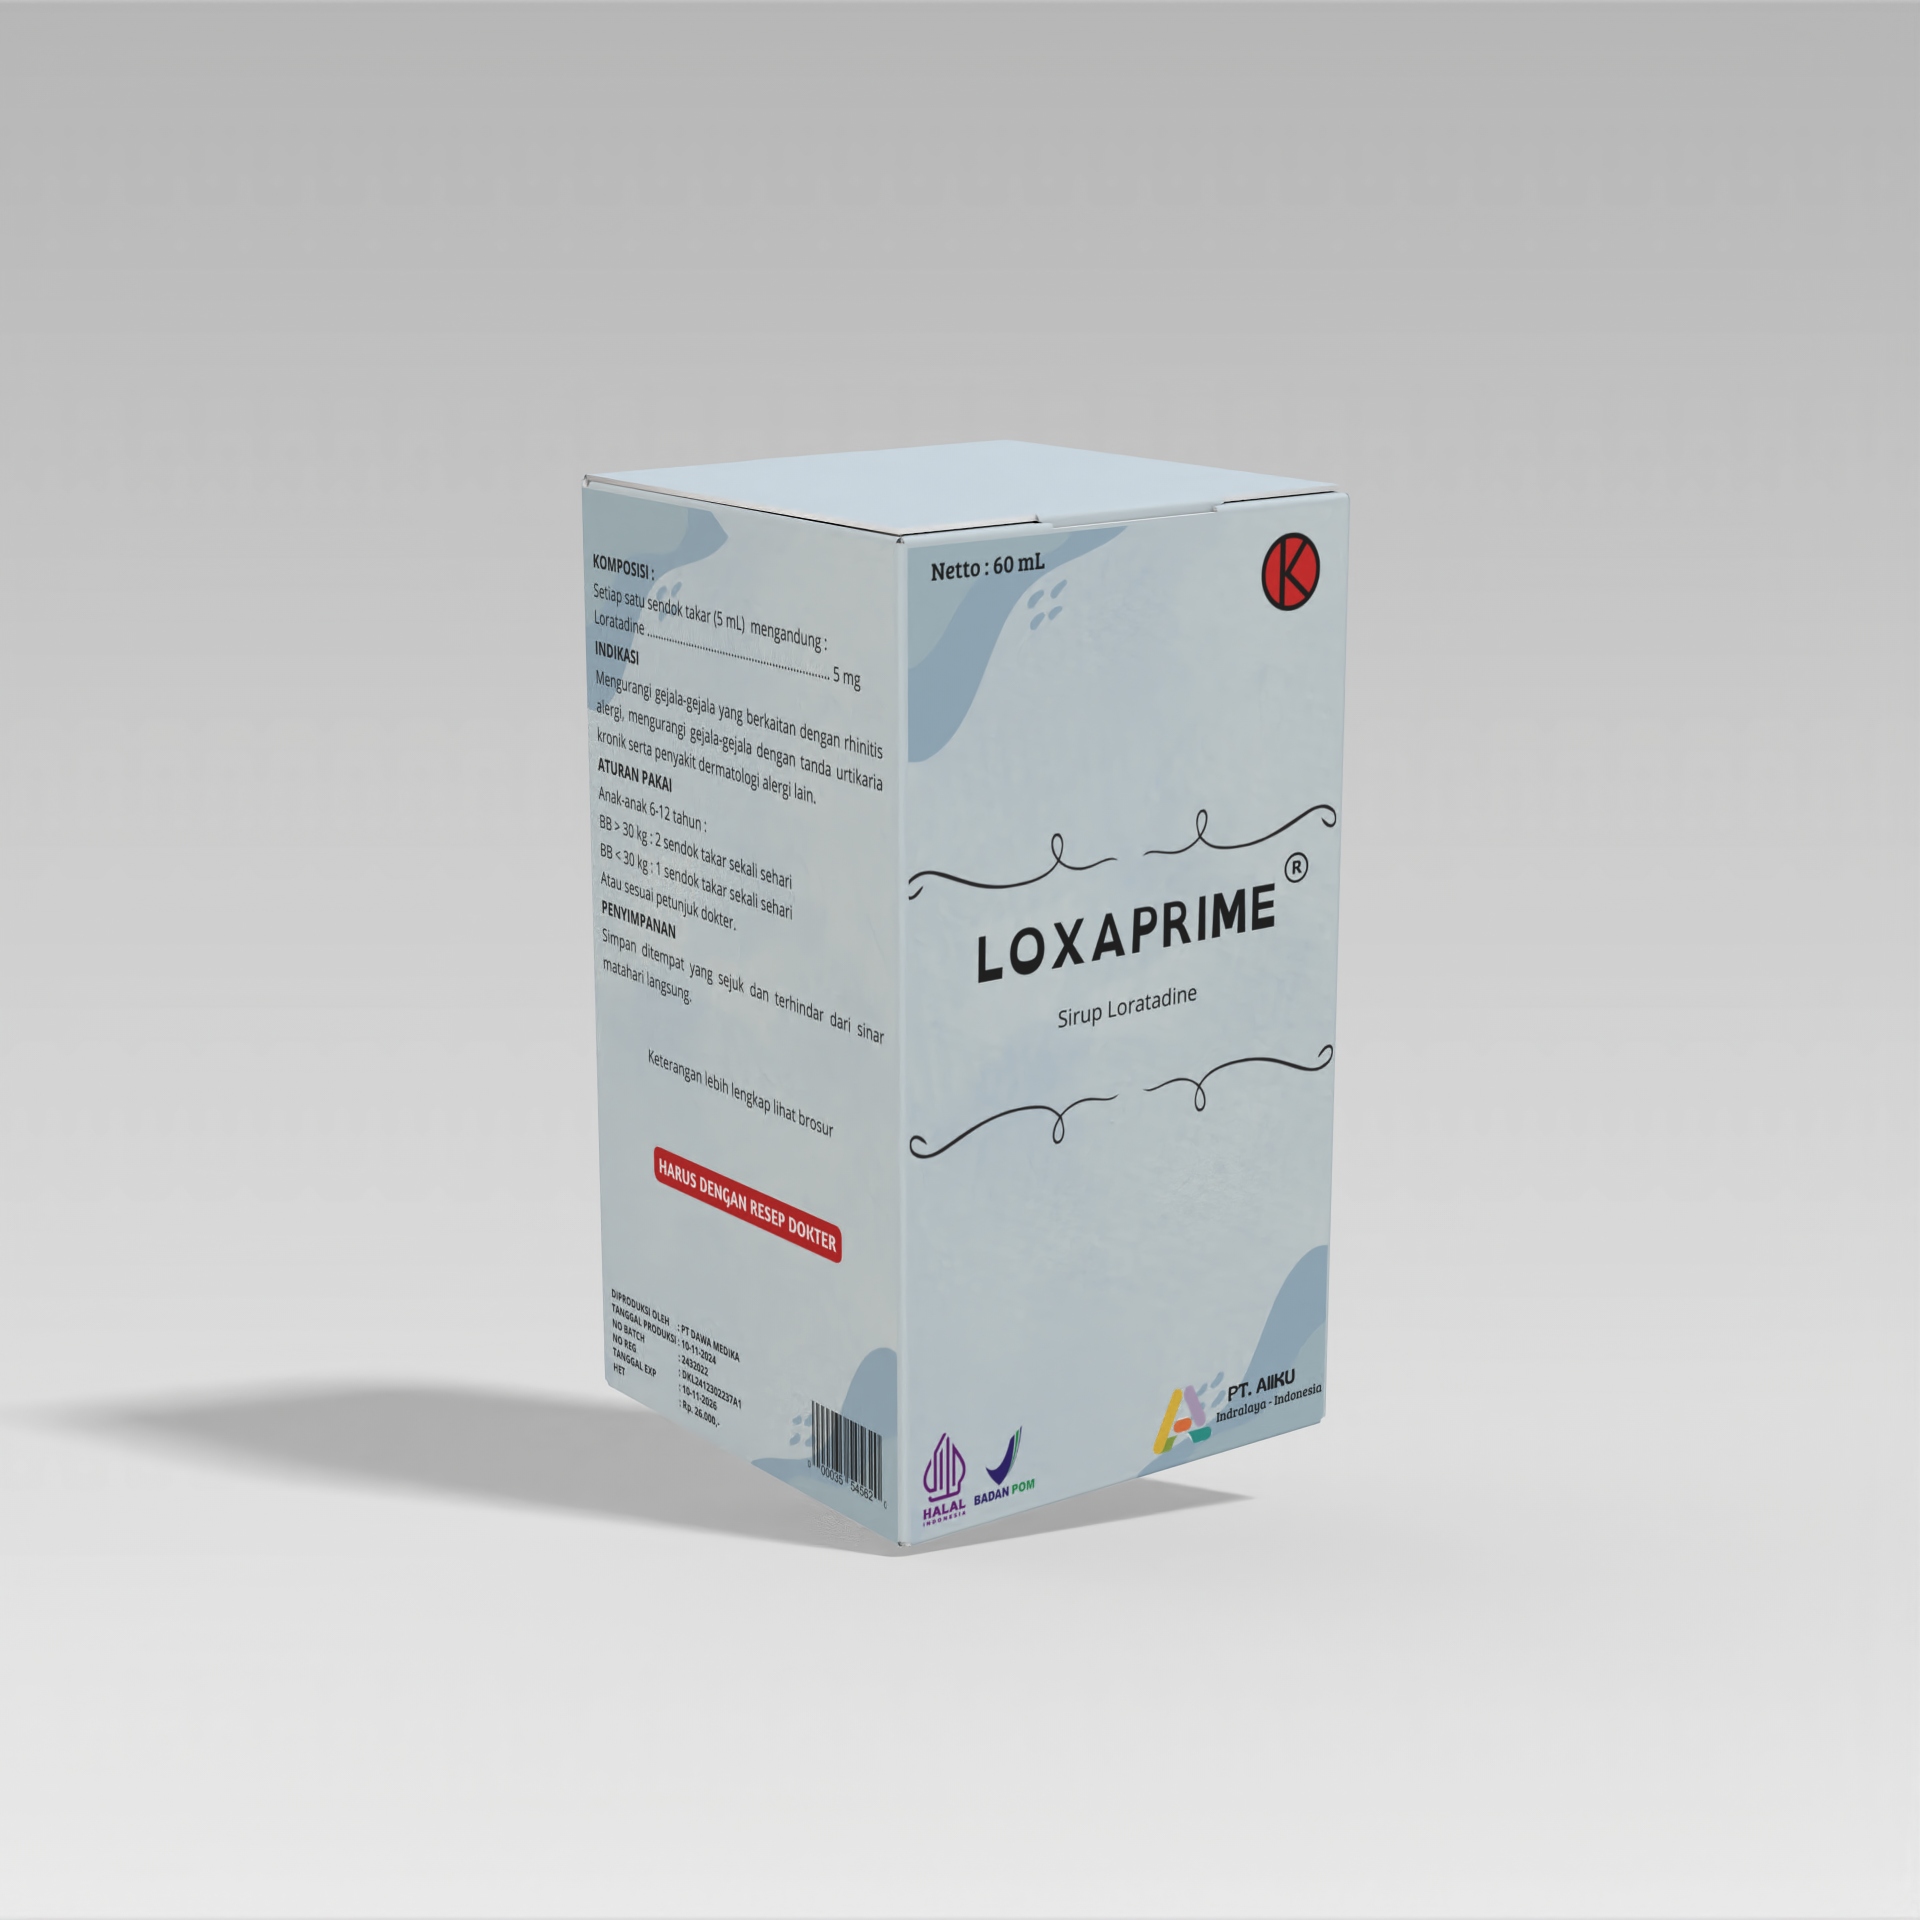 KOMPOSISI :
Setiap satu sendok takar (5 mL) mengandung :
Loratadine ........................................................ 5 mg
INDIKASI
Mengurangi gejala-gejala yang berkaitan dengan rhinitis
alergi, mengurangi gejala-gejala dengan tanda urtikaria
kronik serta penyakit dermatologi alergi lain.
ATURAN PAKAI
Anak-anak 6-12 tahun :
BB > 30 kg : 2 sendok takar sekali sehari
BB < 30 kg : 1 sendok takar sekali sehari
Atau sesuai petunjuk dokter.
PENYIMPANAN
Simpan ditempat yang sejuk dan terhindar dari sinar
matahari langsung.
Keterangan lebih lengkap lihat brosur
HARUS DENGAN RESEP DOKTER
DIPRODUKSI OLEH : PT DAWA MEDIKA
TANGGAL PRODUKSI : 10-11-2024
NO BATCH : 2432022
NO REG : DKL2412302237A1
TANGGAL EXP : 10-11-2026
HET : Rp. 26.000,-
0 00035 54562 0
Netto : 60 mL
K
LOXAPRIME ®
Sirup Loratadine
HALAL
INDONESIA
BADAN POM
PT. AIIKU
Indralaya - Indonesia